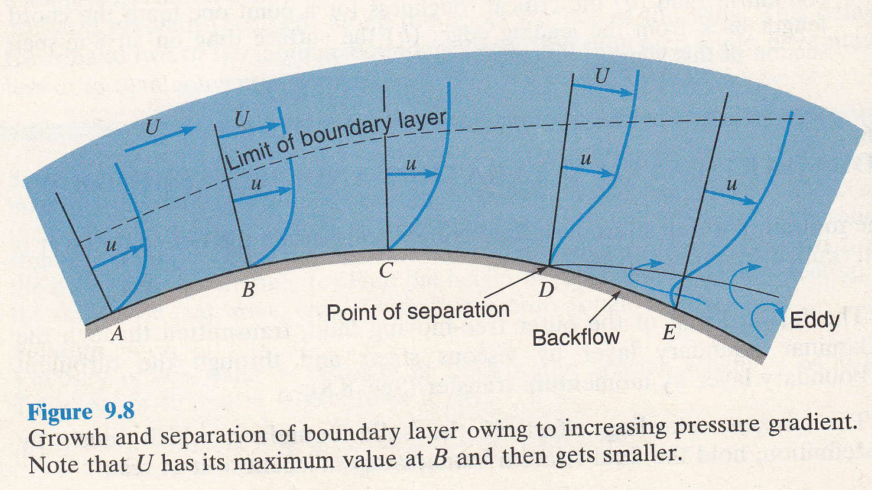 U
U
U
Limit of boundary layer
u
u
u
u
u
A
B
C
D
E
Point of separation
Backflow
Eddy
Figure 9.8
Growth and separation of boundary layer owing to increasing pressure gradient.
Note that U has its maximum value at B and then gets smaller.